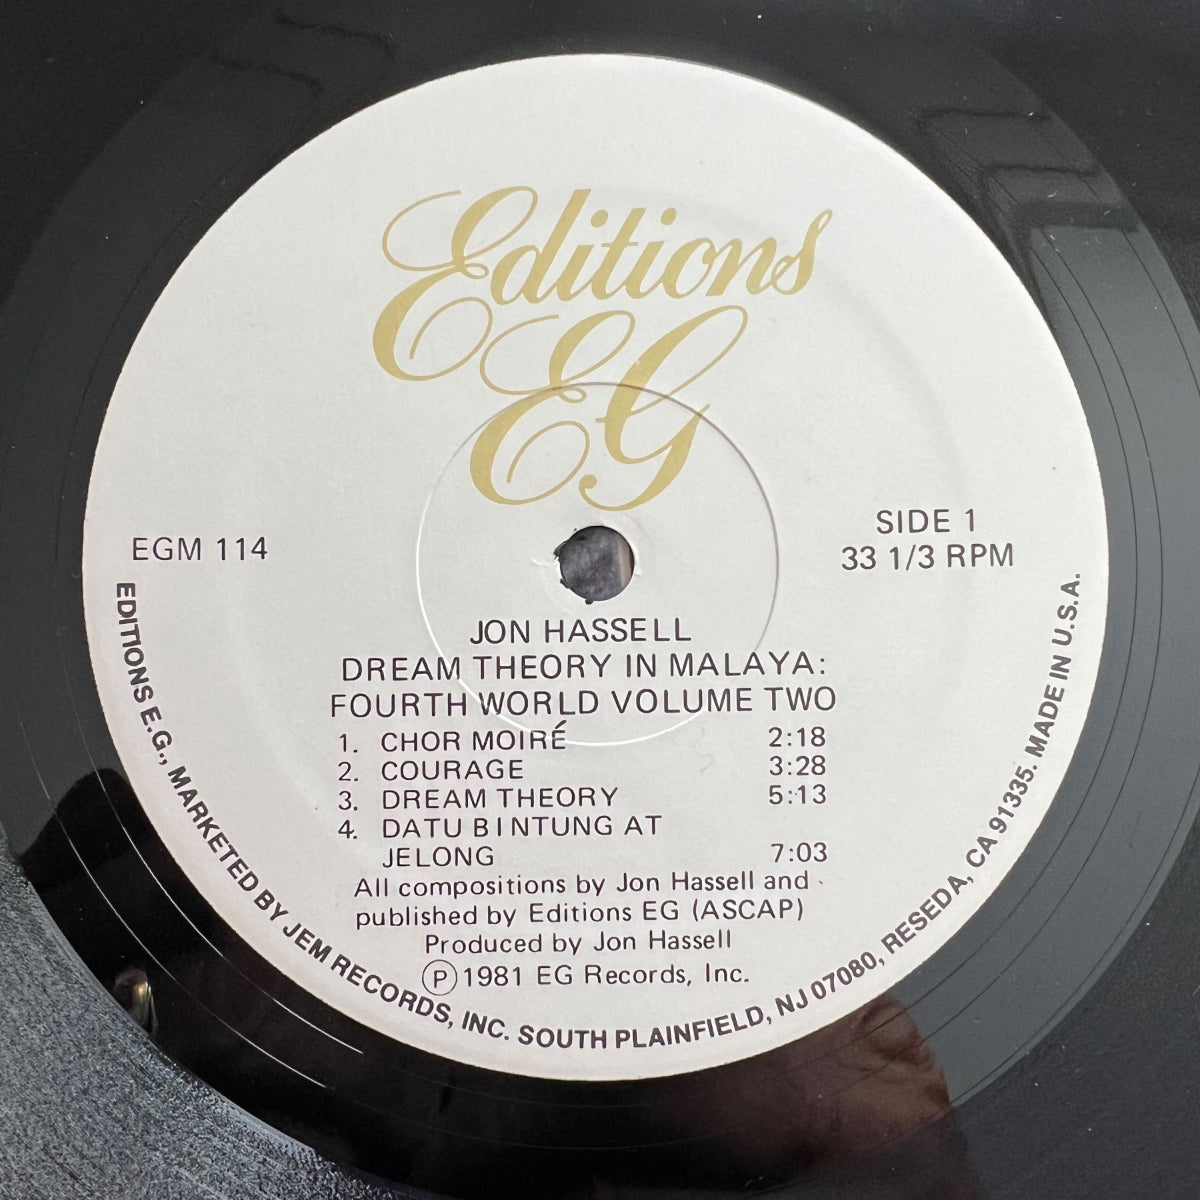 Editions
EG
EGM 114
SIDE 1
33 1/3 RPM
JON HASSELL
DREAM THEORY IN MALAYA:
FOURTH WORLD VOLUME TWO
1. CHOR MOIRÉ 2:18
2. COURAGE 3:28
3. DREAM THEORY 5:13
4. DATU BINTUNG AT
JELONG 7:03
All compositions by Jon Hassell and
published by Editions EG (ASCAP)
Produced by Jon Hassell
Ⓟ 1981 EG Records, Inc.
EDITIONS E.G., MARKETED BY JEM RECORDS, INC. SOUTH PLAINFIELD, NJ 07080, RESEDA, CA 91335. MADE IN U.S.A.